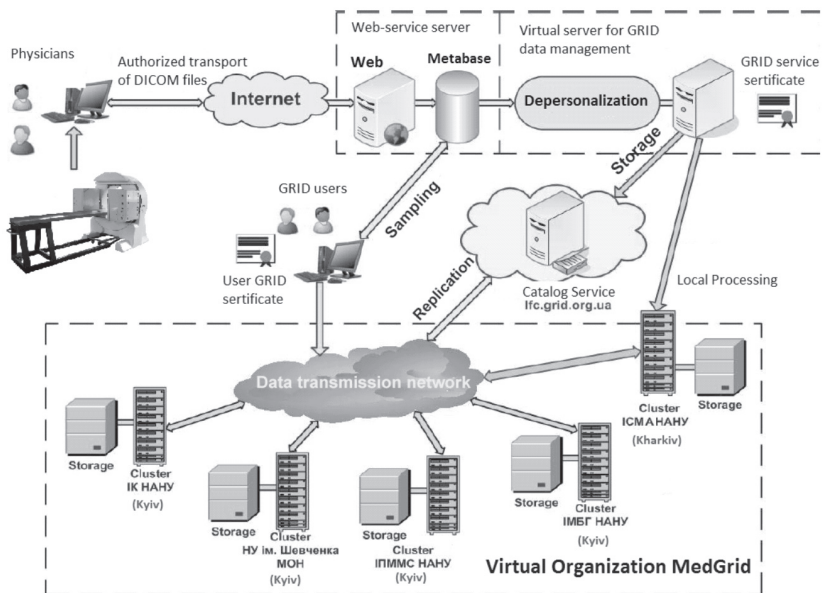 Physicians
Authorized transport
of DICOM files
Internet
Web-service server
Web
Metabase
Virtual server for GRID
data management
Depersonalization
GRID service
sertificate
Storage
GRID users
Sampling
User GRID
sertificate
Replication
Catalog Service
lfc.grid.org.ua
Local Processing
Data transmission network
Storage
Cluster
ІК НАНУ
(Kyiv)
Storage
Cluster
НУ ім. Шевченка
МОН
(Kyiv)
Storage
Cluster
ІПММС НАНУ
(Kyiv)
Storage
Cluster
ІМБГ НАНУ
(Kyiv)
Cluster
ІСМАНАНУ
(Kharkiv)
Storage
Virtual Organization MedGrid